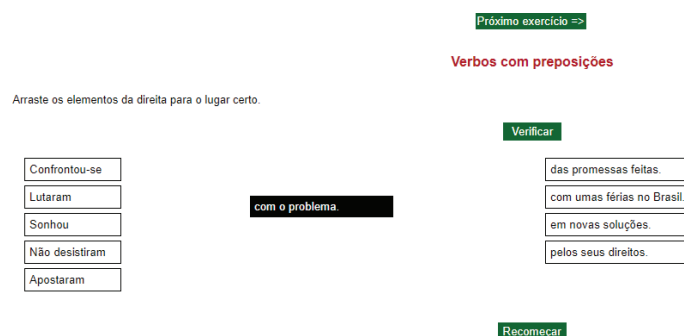 Próximo exercício =>
Verbos com preposições
Arraste os elementos da direita para o lugar certo.
Verificar
Confrontou-se
das promessas feitas.
Lutaram
com umas férias no Brasil.
com o problema.
Sonhou
em novas soluções.
Não desistiram
pelos seus direitos.
Apostaram
Recomeçar